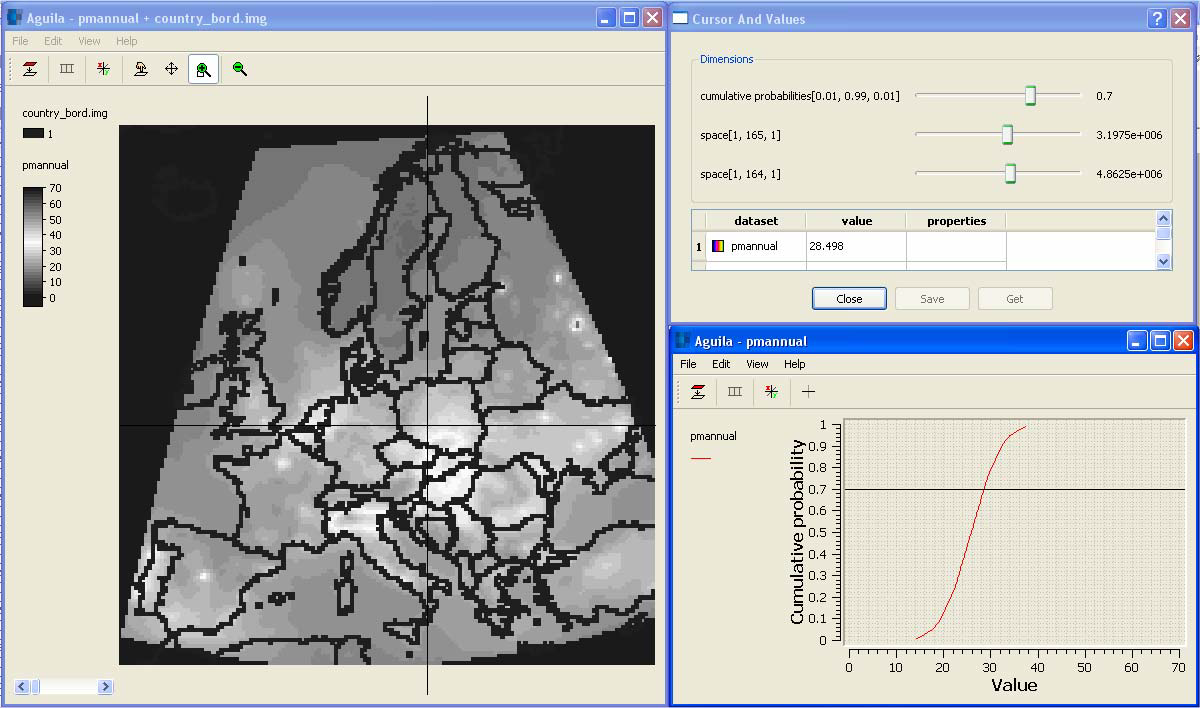 Aguila - pmannual + country_bord.img
File Edit View Help
country_bord.img
1
pmannual
70
60
50
40
30
20
10
0
Cursor And Values
Dimensions
cumulative probabilities[0.01, 0.99, 0.01] 0.7
space[1, 165, 1] 3.1975e+006
space[1, 164, 1] 4.8625e+006
dataset value properties
1 pmannual 28.498
Close Save Get
Aguila - pmannual
File Edit View Help
pmannual
Cumulative probability
1
0.9
0.8
0.7
0.6
0.5
0.4
0.3
0.2
0.1
0
0 10 20 30 40 50 60 70
Value